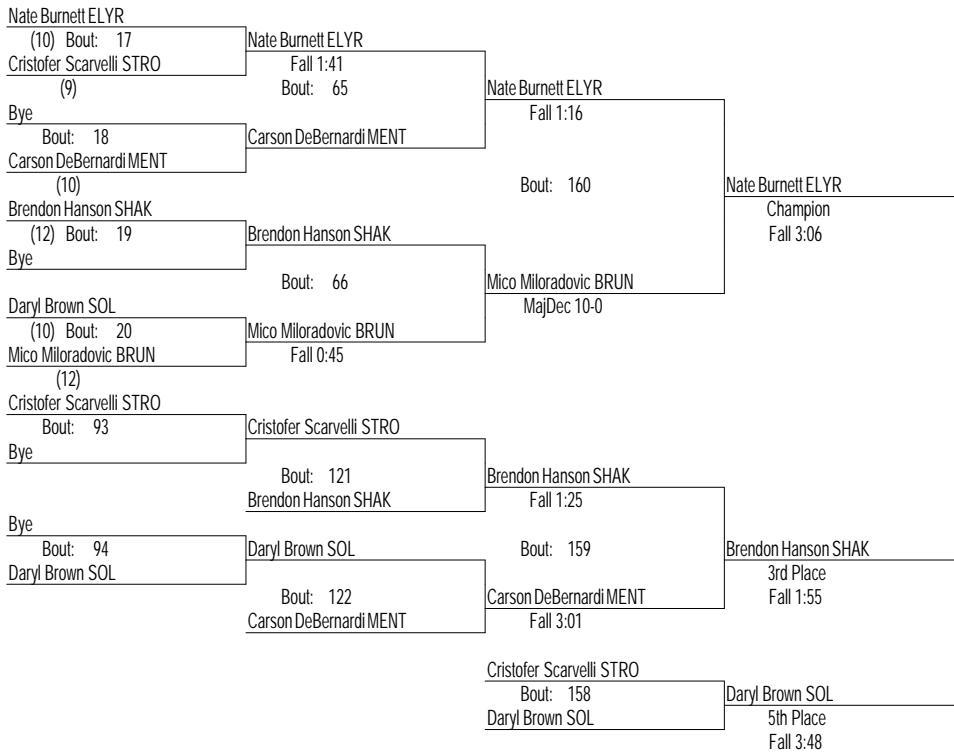 Nate Burnett ELYR
(10) Bout: 17
Cristofer Scarvelli STRO
(9)
Bye
Bout: 18
Carson DeBernardi MENT
(10)
Brendon Hanson SHAK
(12) Bout: 19
Bye
Daryl Brown SOL
(10) Bout: 20
Mico Miloradovic BRUN
(12)
Nate Burnett ELYR
Fall 1:41
Bout: 65
Carson DeBernardi MENT
Brendon Hanson SHAK
Bout: 66
Mico Miloradovic BRUN
Fall 0:45
Nate Burnett ELYR
Fall 1:16
Bout: 160
Mico Miloradovic BRUN
MajDec 10-0
Nate Burnett ELYR
Champion
Fall 3:06
Cristofer Scarvelli STRO
Bout: 93
Bye
Bye
Bout: 94
Daryl Brown SOL
Cristofer Scarvelli STRO
Bout: 121
Brendon Hanson SHAK
Daryl Brown SOL
Bout: 122
Carson DeBernardi MENT
Brendon Hanson SHAK
Fall 1:25
Bout: 159
Carson DeBernardi MENT
Fall 3:01
Brendon Hanson SHAK
3rd Place
Fall 1:55
Cristofer Scarvelli STRO
Bout: 158
Daryl Brown SOL
Daryl Brown SOL
5th Place
Fall 3:48